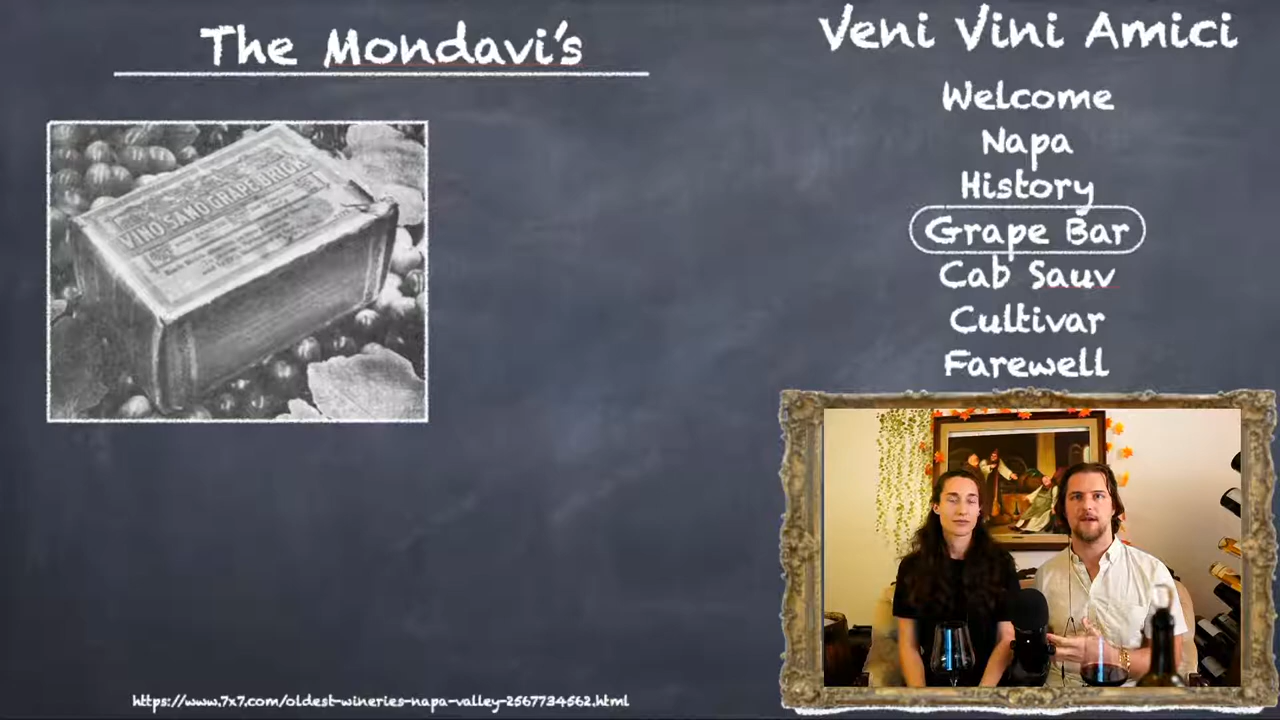 The Mondavi's
VINO SANO GRAPE BRICK
https://www.7x7.com/oldest-wineries-napa-valley-2567734562.html
Veni Vini Amici
Welcome
Napa
History
Grape Bar
Cab Sauv
Cultivar
Farewell